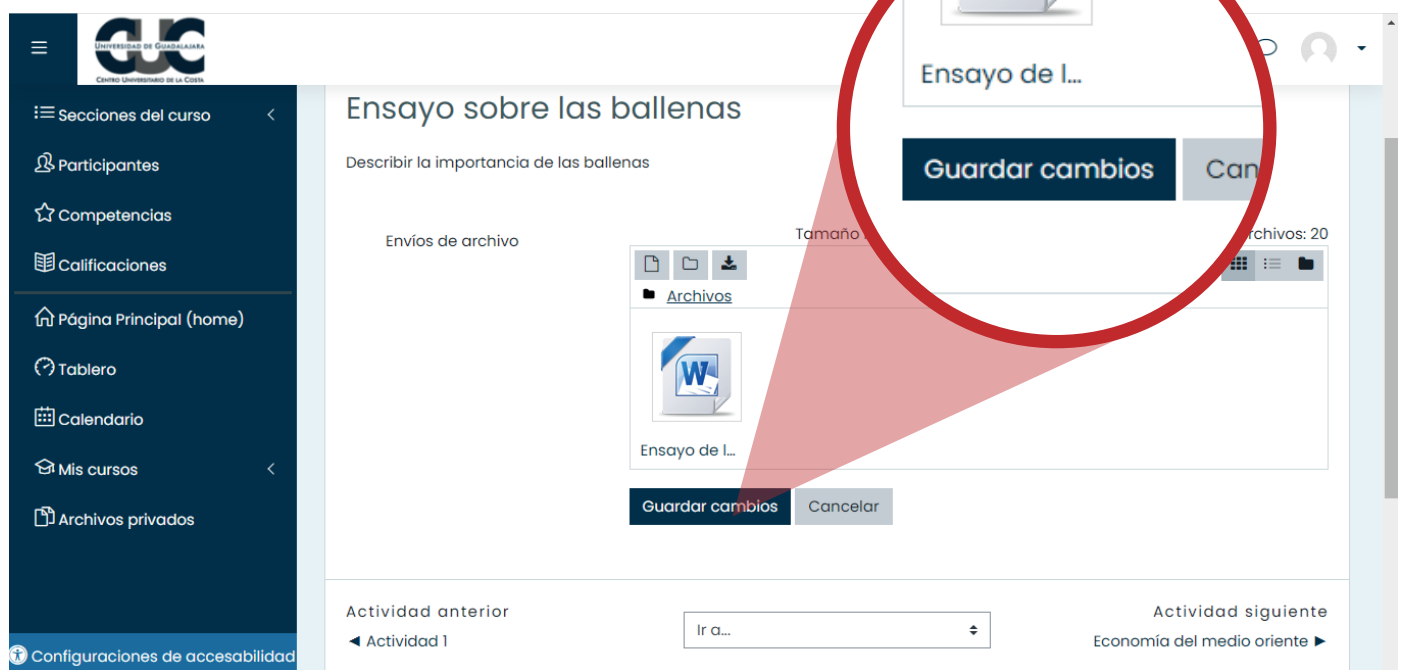 CUC
UNIVERSIDAD DE GUADALAJARA
CENTRO UNIVERSITARIO DE LA COSTA
Secciones del curso
Participantes
Competencias
Calificaciones
Página Principal (home)
Tablero
Calendario
Mis cursos
Archivos privados
Configuraciones de accesabilidad
Ensayo sobre las ballenas
Describir la importancia de las ballenas
Envíos de archivo
Tamaño
rchivos: 20
Archivos
W
Ensayo de l...
Guardar cambios Cancelar
Ensayo de l...
Guardar cambios Can
Actividad anterior
◄ Actividad 1
Ir a...
Actividad siguiente
Economía del medio oriente ►